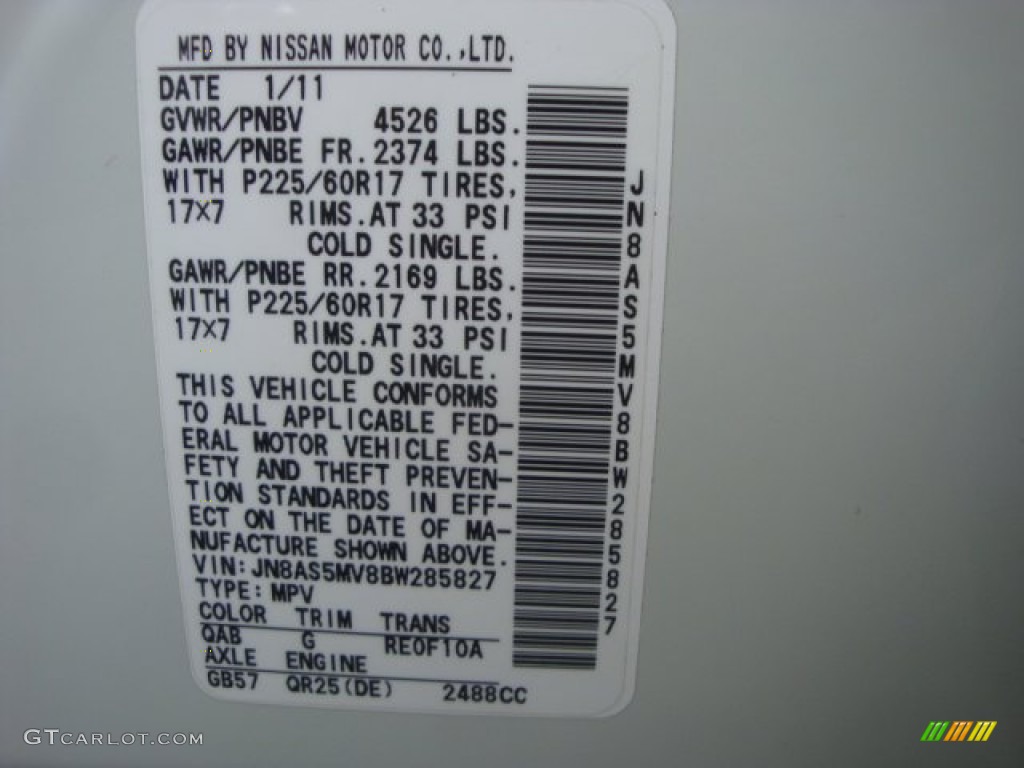 MFD BY NISSAN MOTOR CO.,LTD.
DATE 1/11
GVWR/PNBV 4526 LBS.
GAWR/PNBE FR.2374 LBS.
WITH P225/60R17 TIRES,
17×7 RIMS.AT 33 PSI
COLD SINGLE.
GAWR/PNBE RR.2169 LBS.
WITH P225/60R17 TIRES,
17×7 RIMS.AT 33 PSI
COLD SINGLE.
THIS VEHICLE CONFORMS
TO ALL APPLICABLE FED-
ERAL MOTOR VEHICLE SA-
FETY AND THEFT PREVEN-
TION STANDARDS IN EFF-
ECT ON THE DATE OF MA-
NUFACTURE SHOWN ABOVE.
VIN:JN8AS5MV8BW285827
TYPE:MPV
COLOR TRIM TRANS
QAB G RE0F10A
AXLE ENGINE
GB57 QR25(DE) 2488CC
JN8AS5MV8BW285827
GTCARLOT.COM